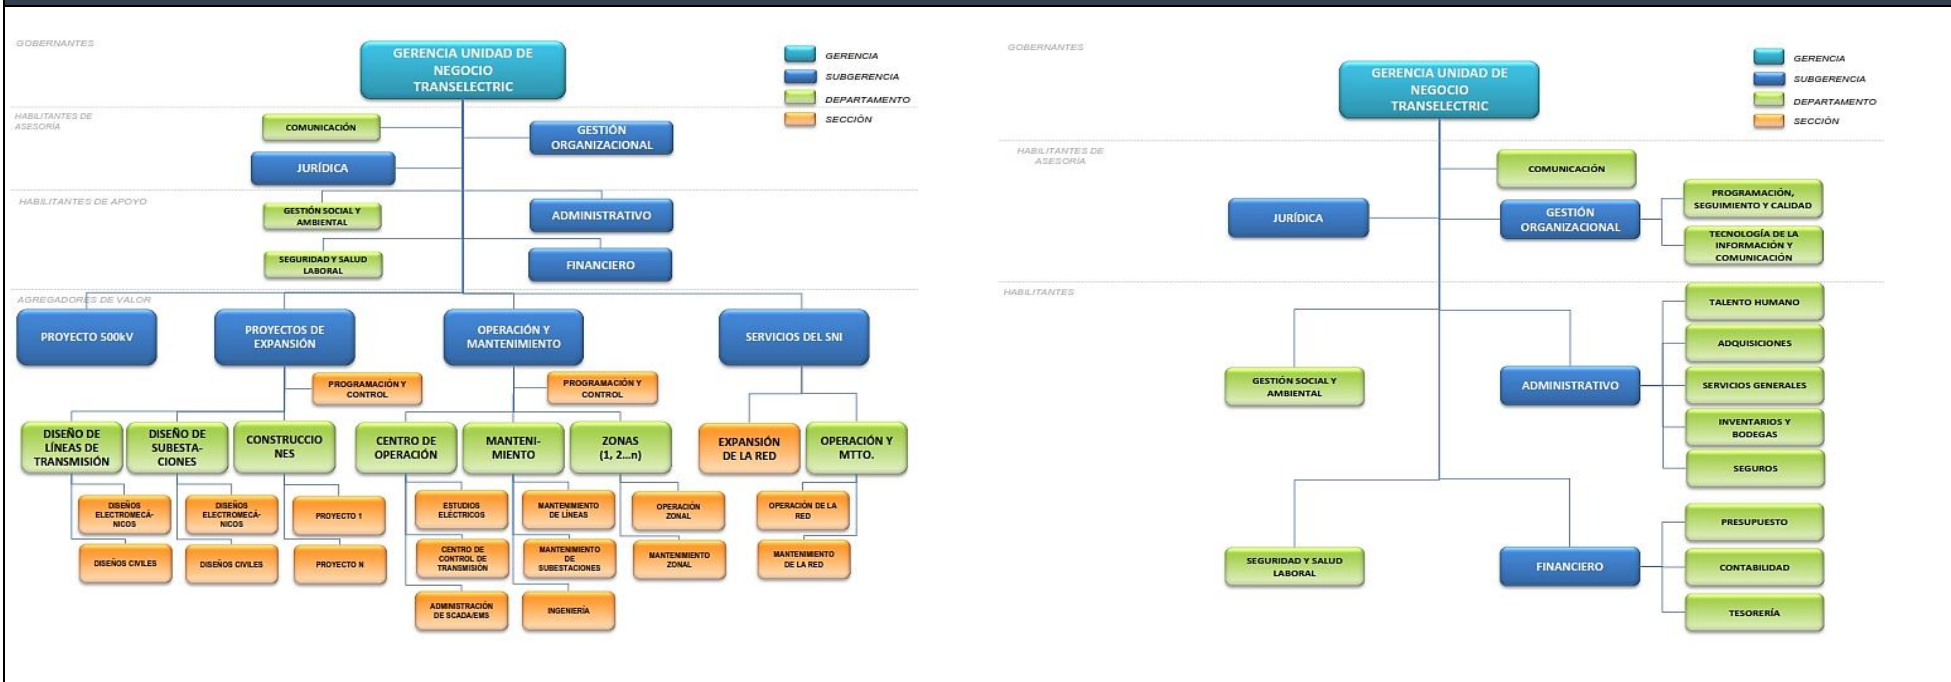 GOBERNANTES
GERENCIA UNIDAD DE
NEGOCIO
TRANSELECTRIC
GERENCIA
SUBGERENCIA
DEPARTAMENTO
SECCIÓN
HABILITANTES DE
ASESORÍA
COMUNICACIÓN
GESTIÓN
ORGANIZACIONAL
JURÍDICA
HABILITANTES DE APOYO
GESTIÓN SOCIAL Y
AMBIENTAL
ADMINISTRATIVO
SEGURIDAD Y SALUD
LABORAL
FINANCIERO
AGREGADORES DE VALOR
PROYECTO 500kV
PROYECTOS DE
EXPANSIÓN
OPERACIÓN Y
MANTENIMIENTO
SERVICIOS DEL SNI
PROGRAMACIÓN Y
CONTROL
PROGRAMACIÓN Y
CONTROL
DISEÑO DE
LÍNEAS DE
TRANSMISIÓN
DISEÑO DE
SUBESTA-
CIONES
CONSTRUCCIO
NES
CENTRO DE
OPERACIÓN
MANTENI-
MIENTO
ZONAS
(1, 2...n)
EXPANSIÓN
DE LA RED
OPERACIÓN Y
MTTO.
DISEÑOS
ELECTROMECÁ-
NICOS
DISEÑOS
ELECTROMECÁ-
NICOS
PROYECTO 1
ESTUDIOS
ELÉCTRICOS
MANTENIMIENTO
DE LÍNEAS
OPERACIÓN
ZONAL
OPERACIÓN DE LA
RED
DISEÑOS CIVILES
DISEÑOS CIVILES
PROYECTO N
CENTRO DE
CONTROL DE
TRANSMISIÓN
MANTENIMIENTO
DE
SUBESTACIONES
MANTENIMIENTO
ZONAL
MANTENIMIENTO
DE LA RED
ADMINISTRACIÓN
DE SCADA/EMS
INGENIERÍA
GOBERNANTES
GERENCIA UNIDAD DE
NEGOCIO
TRANSELECTRIC
GERENCIA
SUBGERENCIA
DEPARTAMENTO
SECCIÓN
HABILITANTES DE
ASESORÍA
COMUNICACIÓN
JURÍDICA
GESTIÓN
ORGANIZACIONAL
PROGRAMACIÓN,
SEGUIMIENTO Y CALIDAD
TECNOLOGÍA DE LA
INFORMACIÓN Y
COMUNICACIÓN
HABILITANTES
TALENTO HUMANO
ADQUISICIONES
GESTIÓN SOCIAL Y
AMBIENTAL
ADMINISTRATIVO
SERVICIOS GENERALES
INVENTARIOS Y
BODEGAS
SEGUROS
PRESUPUESTO
SEGURIDAD Y SALUD
LABORAL
FINANCIERO
CONTABILIDAD
TESORERÍA